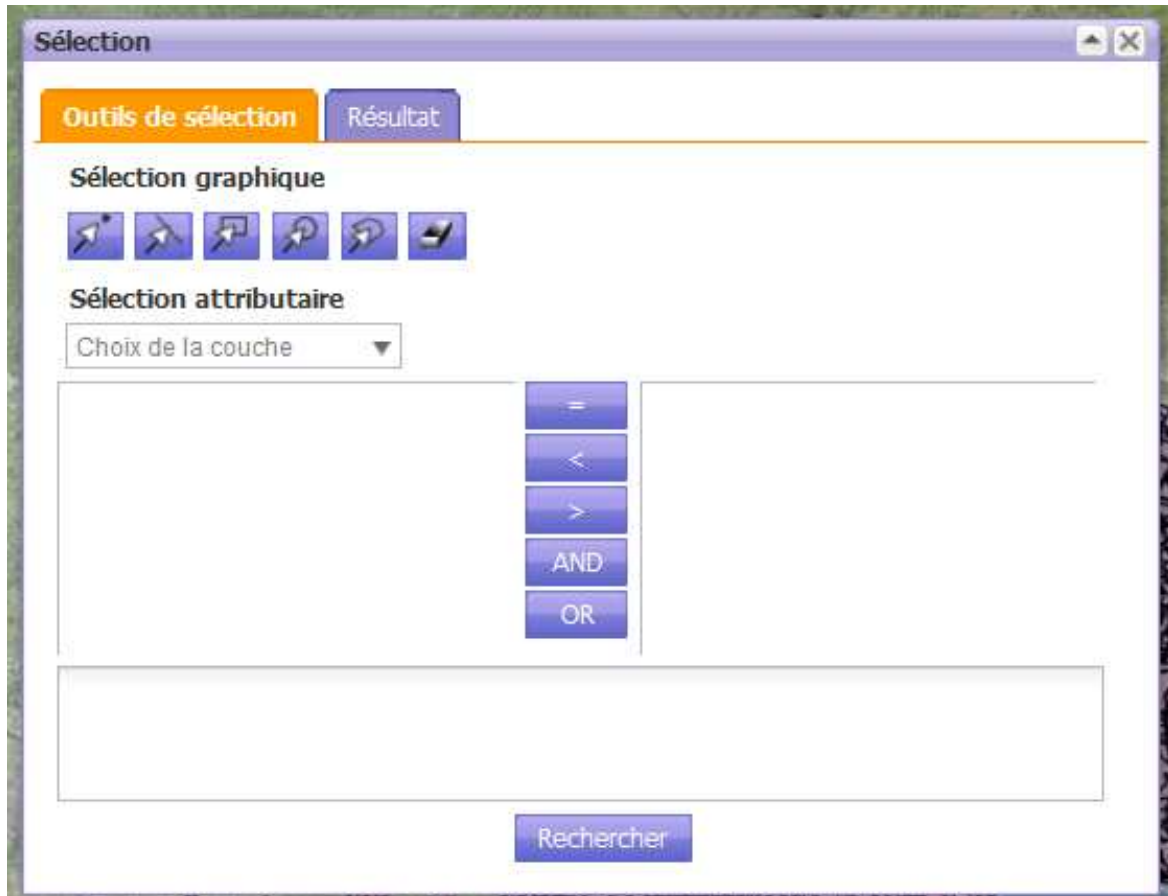 Sélection
Outils de sélection Résultat
Sélection graphique
Sélection attributaire
Choix de la couche
=
<
>
AND
OR
Rechercher